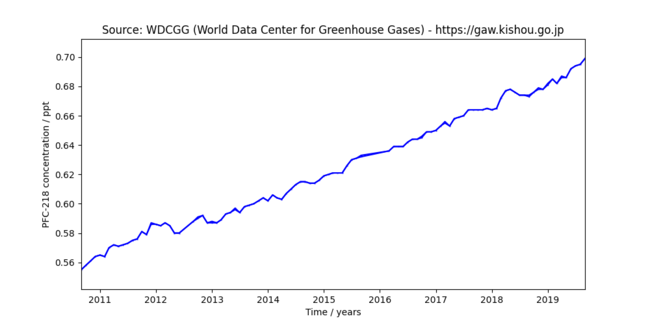 Source: WDCGG (World Data Center for Greenhouse Gases) - https://gaw.kishou.go.jp
PFC-218 concentration / ppt
0.70
0.68
0.66
0.64
0.62
0.60
0.58
0.56
2011 2012 2013 2014 2015 2016 2017 2018 2019
Time / years